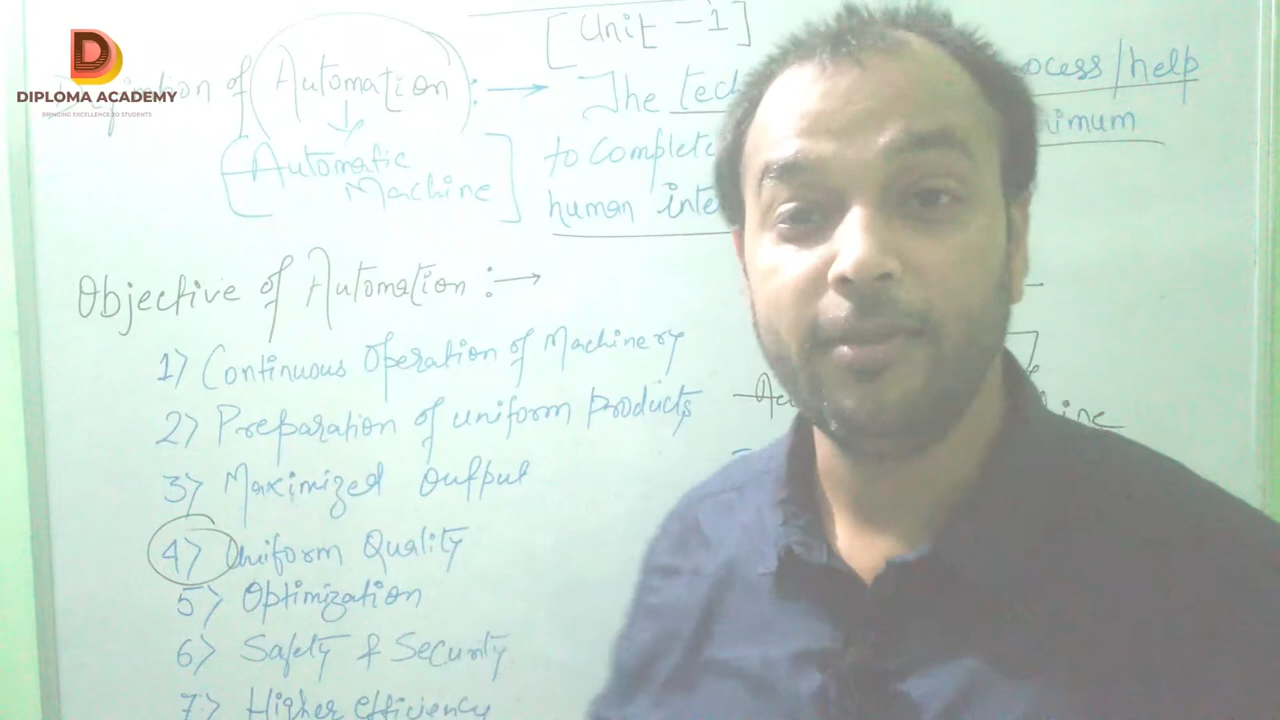 [Unit -1]
D
DIPLOMA ACADEMY
BRINGING EXCELLENCE TO STUDENTS
of Automation : → The tech ocess/help
[Automatic to complete imum
Machine] human inte
Objective of Automation :→
1) Continuous Operation of Machinery
2) Preparation of uniform products
3) Maximized Output
4) Uniform Quality
5) Optimization
6) Safety & Security
7) Higher efficiency